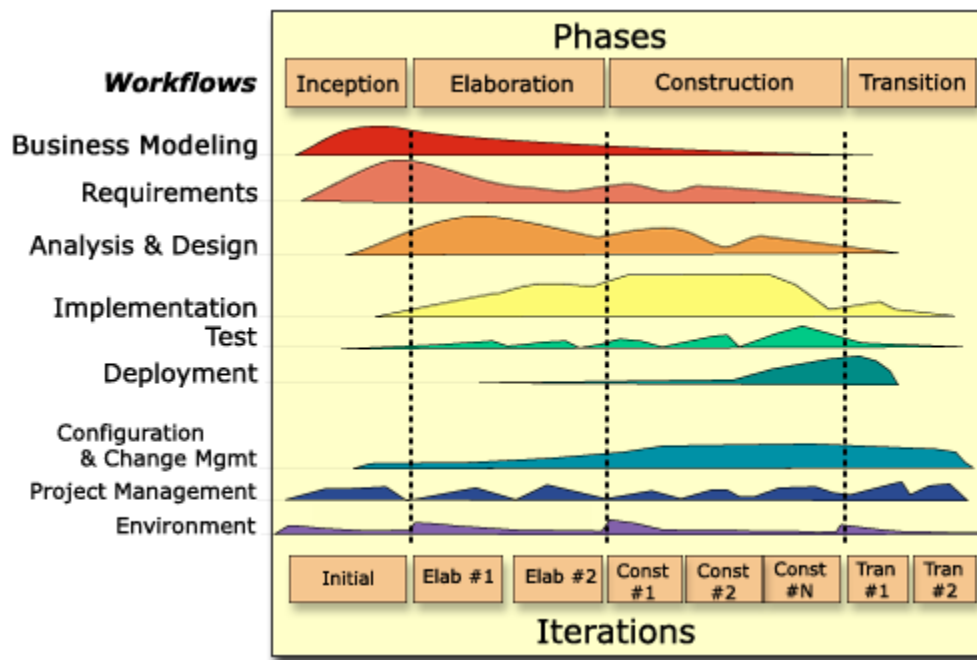 Phases
Workflows
Inception
Elaboration
Construction
Transition
Business Modeling
Requirements
Analysis & Design
Implementation
Test
Deployment
Configuration
& Change Mgmt
Project Management
Environment
Initial
Elab #1
Elab #2
Const
#1
Const
#2
Const
#N
Tran
#1
Tran
#2
Iterations